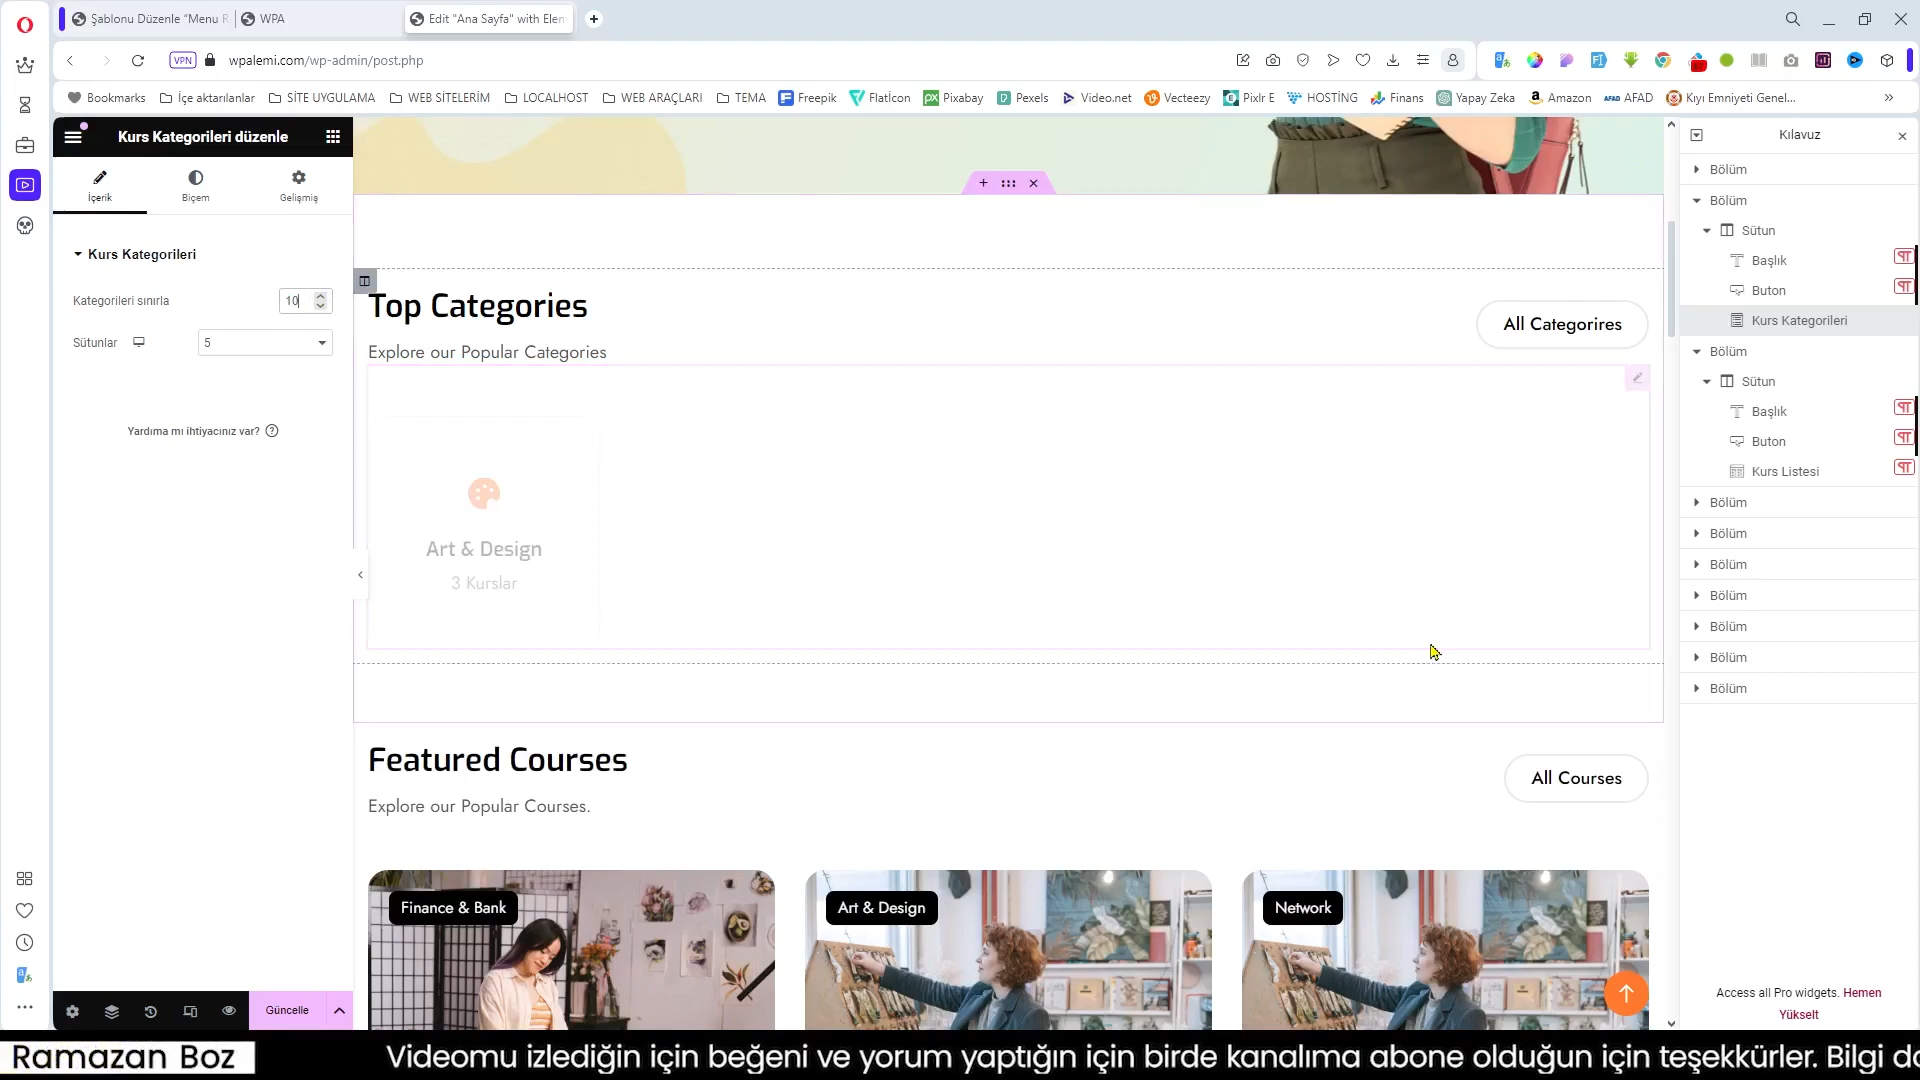 Şablonu Düzenle "Menu R
WPA
Edit "Ana Sayfa" with Elem
VPN
wpalemi.com/wp-admin/post.php
Bookmarks
İçe aktarılanlar
SİTE UYGULAMA
WEB SİTELERİM
LOCALHOST
WEB ARAÇLARI
TEMA
Freepik
Flatİcon
Pixabay
Pexels
Video.net
Vecteezy
Pixlr E
HOSTİNG
Finans
Yapay Zeka
Amazon
AFAD
Kıyı Emniyeti Genel...
Kurs Kategorileri düzenle
İçerik
Biçem
Gelişmiş
Kurs Kategorileri
Kategorileri sınırla
10
Sütunlar
5
Yardıma mı ihtiyacınız var?
Güncelle
Top Categories
Explore our Popular Categories
All Categorires
Art & Design
3 Kurslar
Featured Courses
Explore our Popular Courses.
All Courses
Finance & Bank
Art & Design
Network
Kılavuz
Bölüm
Bölüm
Sütun
Başlık
Buton
Kurs Kategorileri
Bölüm
Sütun
Başlık
Buton
Kurs Listesi
Bölüm
Bölüm
Bölüm
Bölüm
Bölüm
Bölüm
Bölüm
Access all Pro widgets. Hemen
Yükselt
Ramazan Boz
Videomu izlediğin için beğeni ve yorum yaptığın için birde kanalıma abone olduğun için teşekkürler. Bilgi da